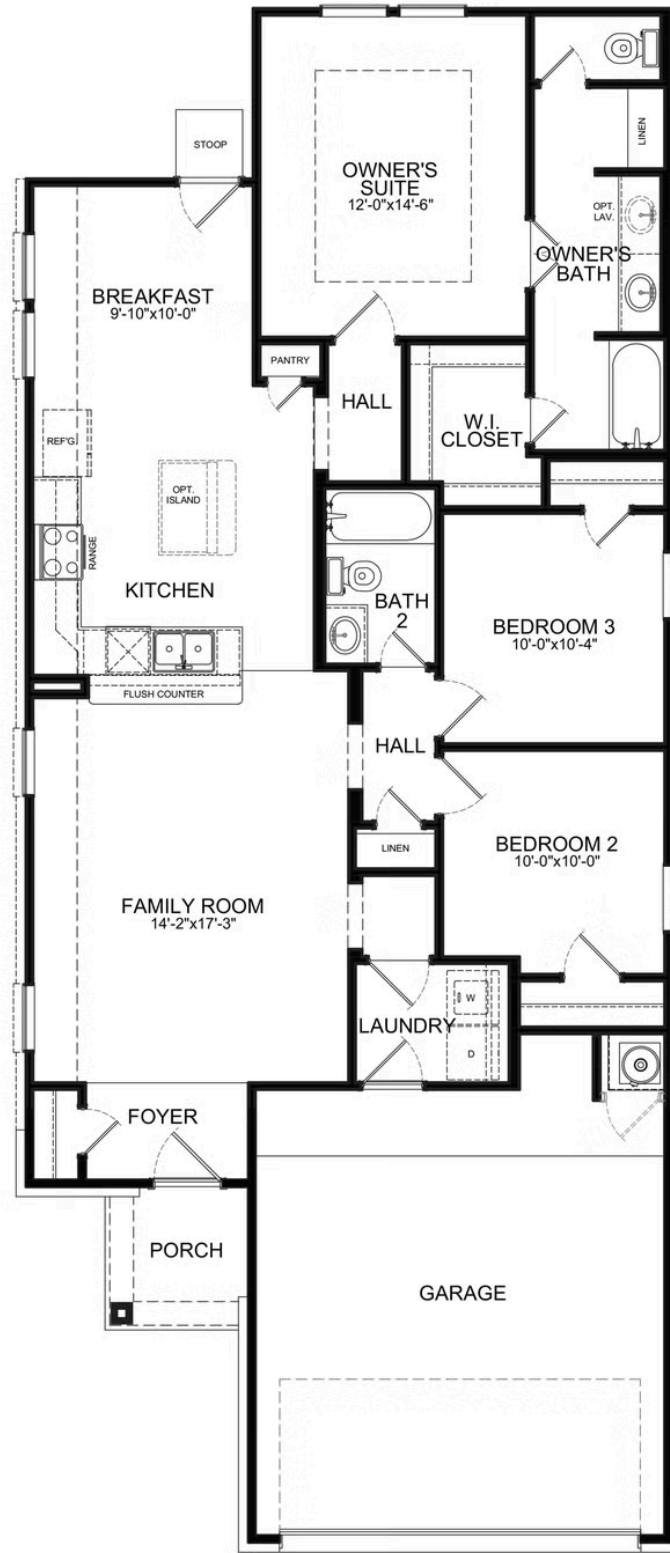 STOOP
OWNER'S
SUITE
12'-0"x14'-6"
LINEN
OPT.
LAV.
OWNER'S
BATH
BREAKFAST
9'-10"x10'-0"
PANTRY
HALL
W.I.
CLOSET
REF'G.
OPT.
ISLAND
RANGE
KITCHEN
BATH
2
BEDROOM 3
10'-0"x10'-4"
FLUSH COUNTER
HALL
LINEN
BEDROOM 2
10'-0"x10'-0"
FAMILY ROOM
14'-2"x17'-3"
W
LAUNDRY
D
FOYER
PORCH
GARAGE